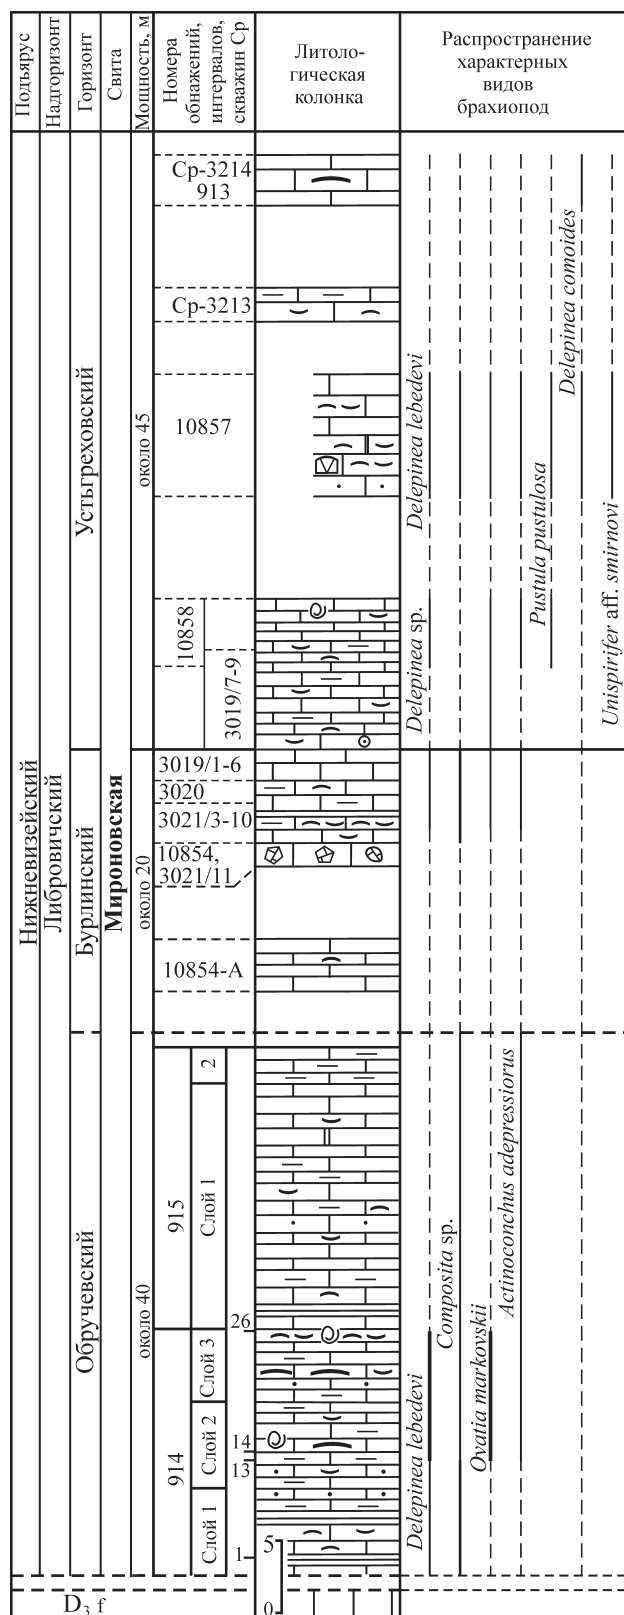 Подъярус
Надгоризонт
Горизонт
Свита
Мощность, м
Номера
обнажений,
интервалов,
скважин Ср
Литоло-
гическая
колонка
Распространение
характерных
видов
брахиопод
Нижневизейский
Либровичский
Устьгреховский
Бурлинский
Обручевский
Мироновская
около 45
около 20
около 40
Ср-3214
913
Ср-3213
10857
10858
3019/7-9
3019/1-6
3020
3021/3-10
10854,
3021/11
10854-А
915
2
Слой 1
26
914
Слой 3
Слой 2
14
13
Слой 1
1
5
0
D₃ f
Delepinea lebedevi
Delepinea sp.
Pustula pustulosa
Delepinea comoides
Unispirifer aff. smirnovi
Delepinea lebedevi
Composita sp.
Ovatia markovskii
Actinoconchus adepressiorus